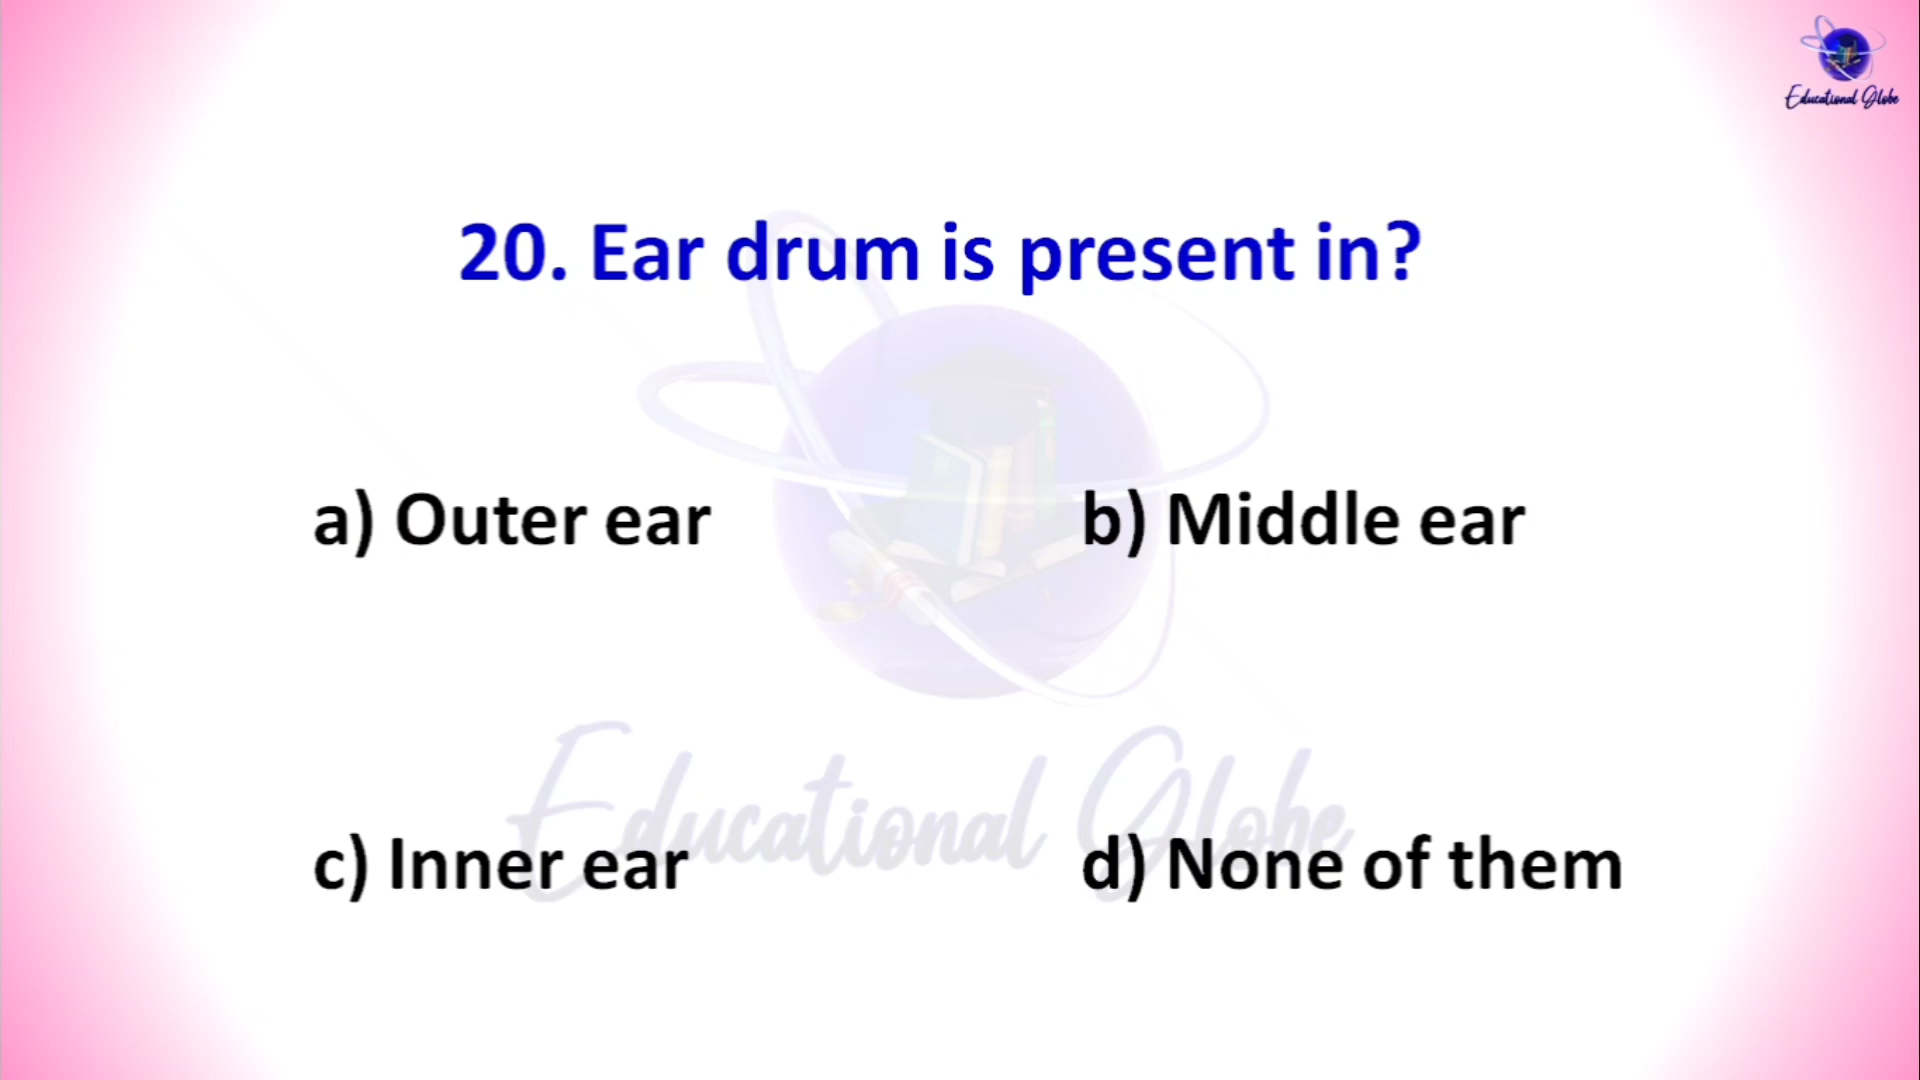 Educational Globe
20. Ear drum is present in?
a) Outer ear
b) Middle ear
c) Inner ear
d) None of them
Educational Globe